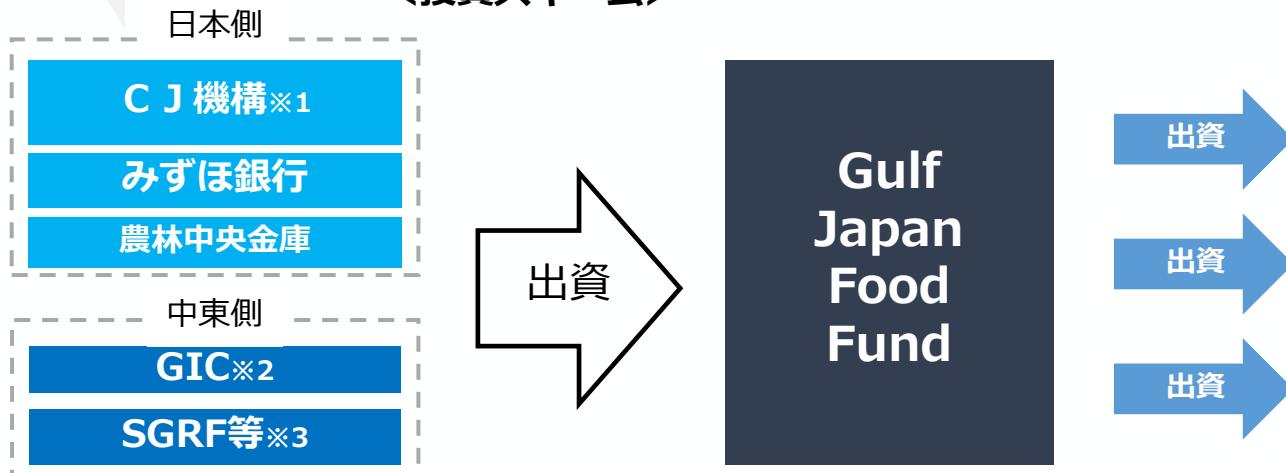 日本側
ＣＪ機構※1
みずほ銀行
農林中央金庫
中東側
GIC※2
SGRF等※3
出資
Gulf
Japan
Food
Fund
出資
出資
出資